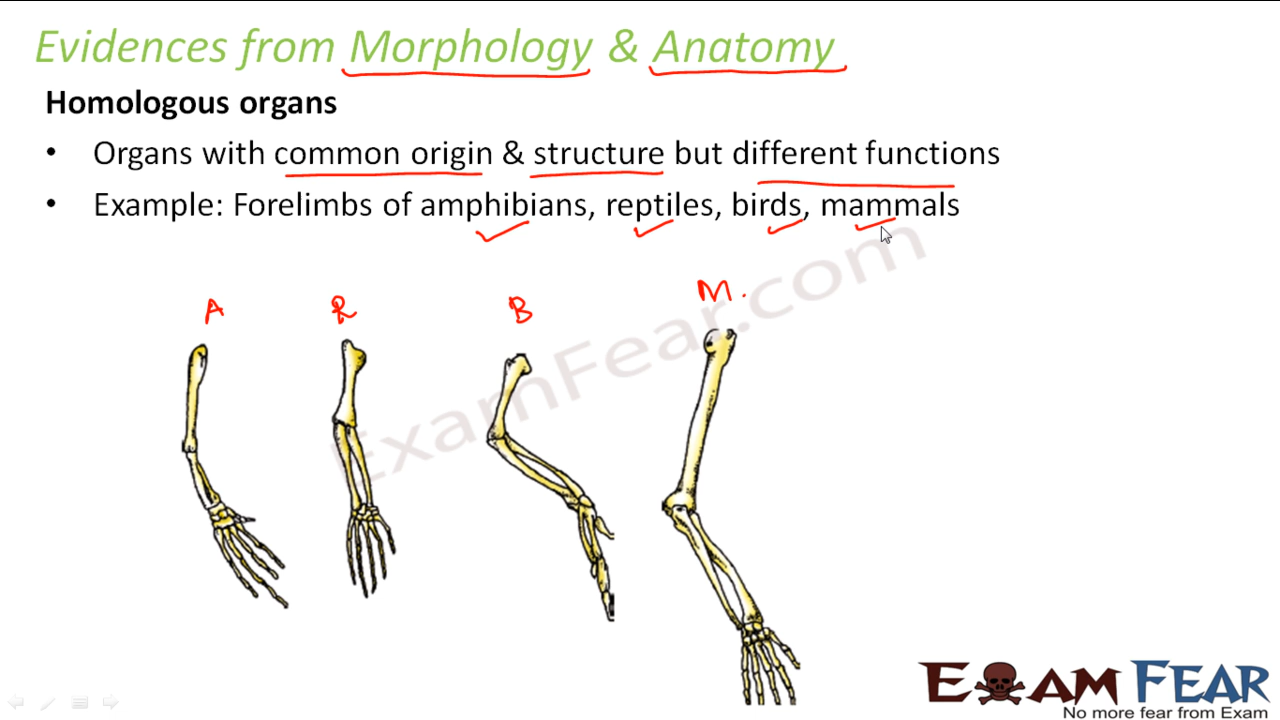 Evidences from Morphology & Anatomy
Homologous organs
• Organs with common origin & structure but different functions
• Example: Forelimbs of amphibians, reptiles, birds, mammals
A R B M.
ExamFear.com
EXAM FEAR
No more fear from Exam